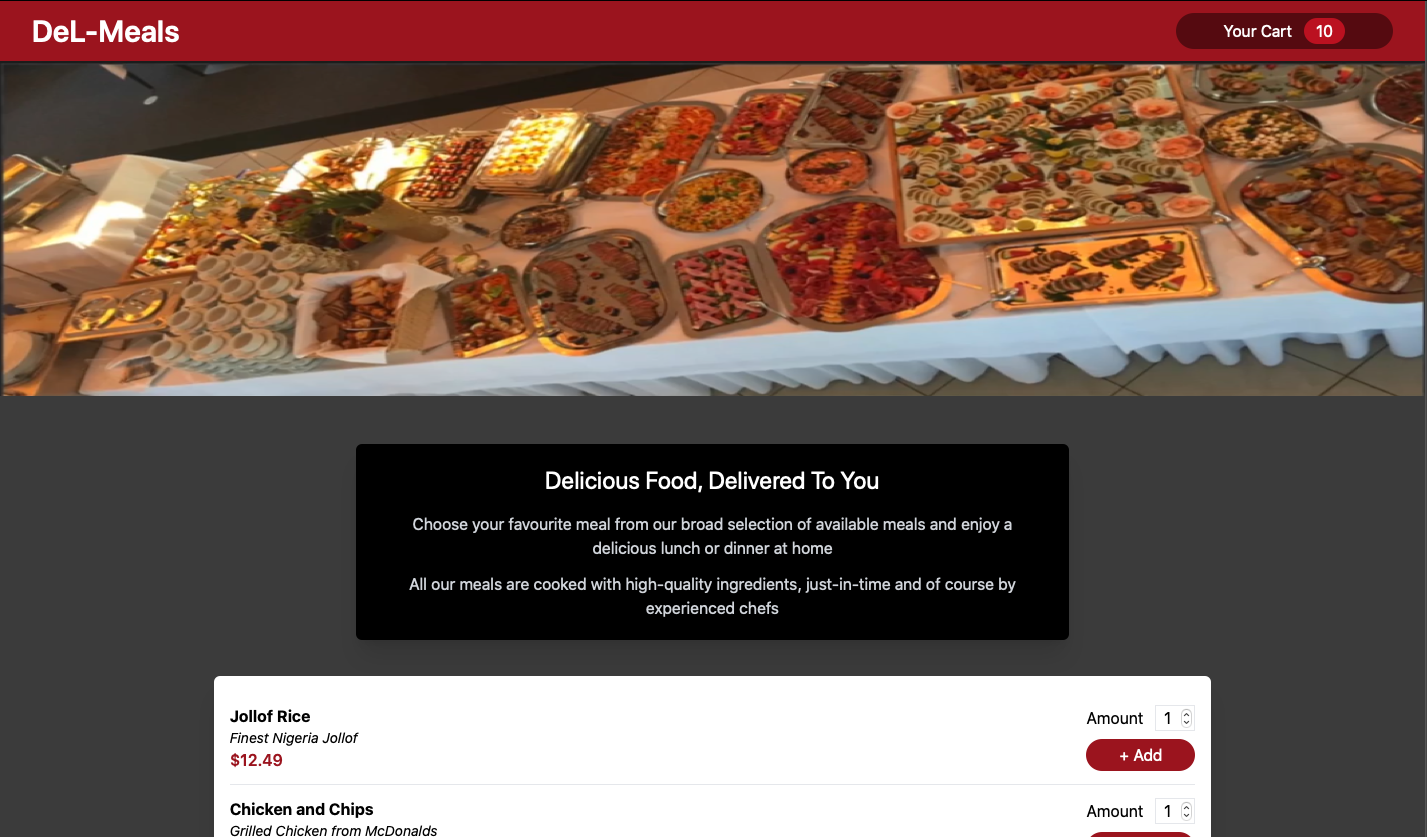 DeL-Meals
Your Cart 10
Delicious Food, Delivered To You
Choose your favourite meal from our broad selection of available meals and enjoy a
delicious lunch or dinner at home
All our meals are cooked with high-quality ingredients, just-in-time and of course by
experienced chefs
Jollof Rice
Finest Nigeria Jollof
$12.49
Amount 1
+ Add
Chicken and Chips
Grilled Chicken from McDonalds
Amount 1